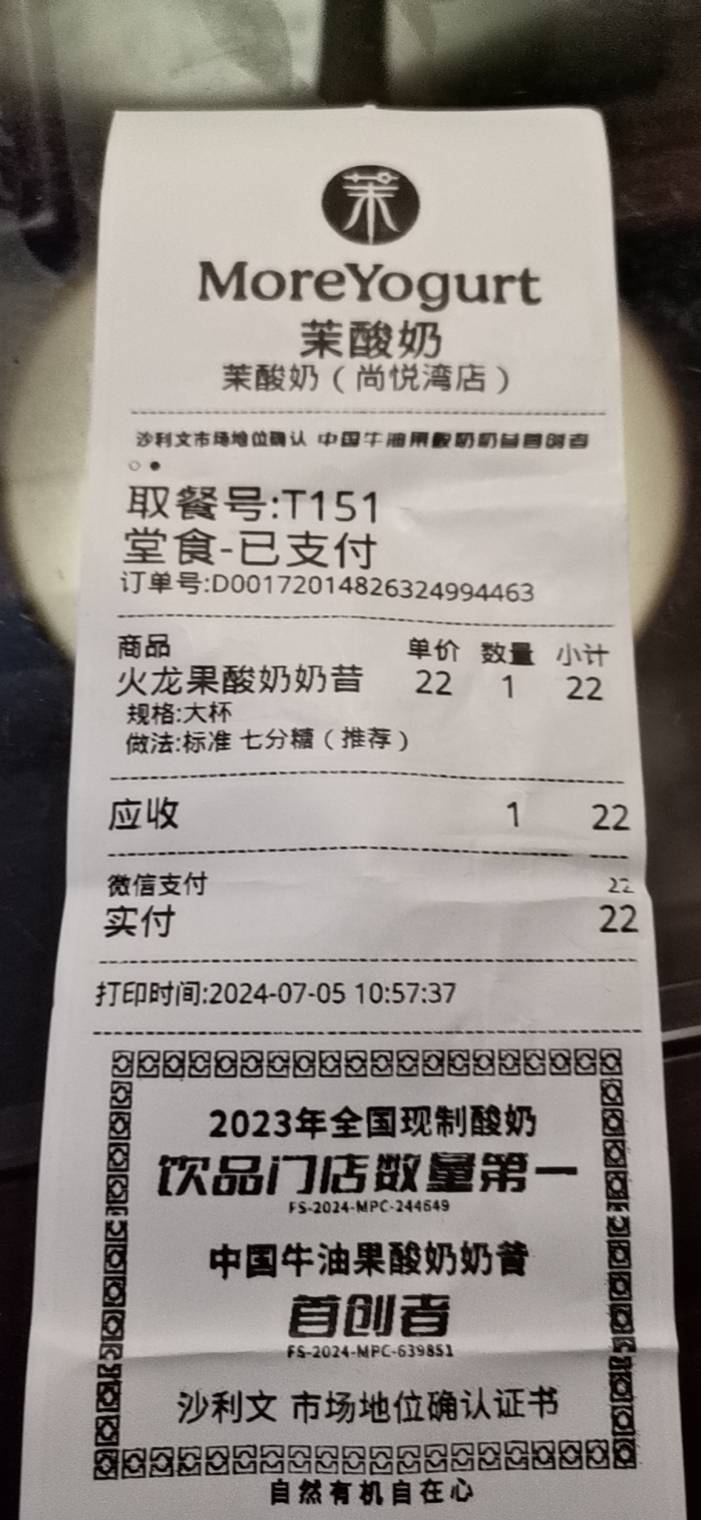 茉
MoreYogurt
茉酸奶
茉酸奶（尚悦湾店）
沙利文市场地位确认 中国牛油果酸奶奶昔首创者
取餐号:T151
堂食-已支付
订单号:D00172014826324994463
商品 单价 数量 小计
火龙果酸奶奶昔 22 1 22
规格:大杯
做法:标准 七分糖（推荐）
应收 1 22
微信支付 22
实付 22
打印时间:2024-07-05 10:57:37
2023年全国现制酸奶
饮品门店数量第一
FS-2024-MPC-244649
中国牛油果酸奶奶昔
首创者
FS-2024-MPC-639851
沙利文 市场地位确认证书
自然有机自在心